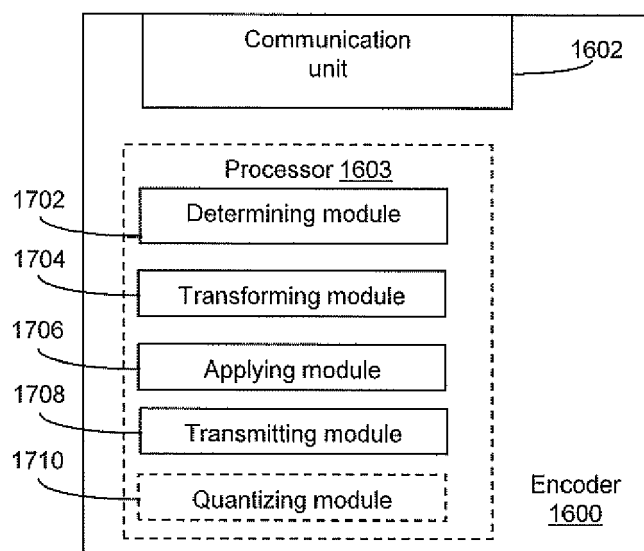 Communication
unit
1602
Processor 1603
1702
Determining module
1704
Transforming module
1706
Applying module
1708
Transmitting module
1710
Quantizing module
Encoder
1600